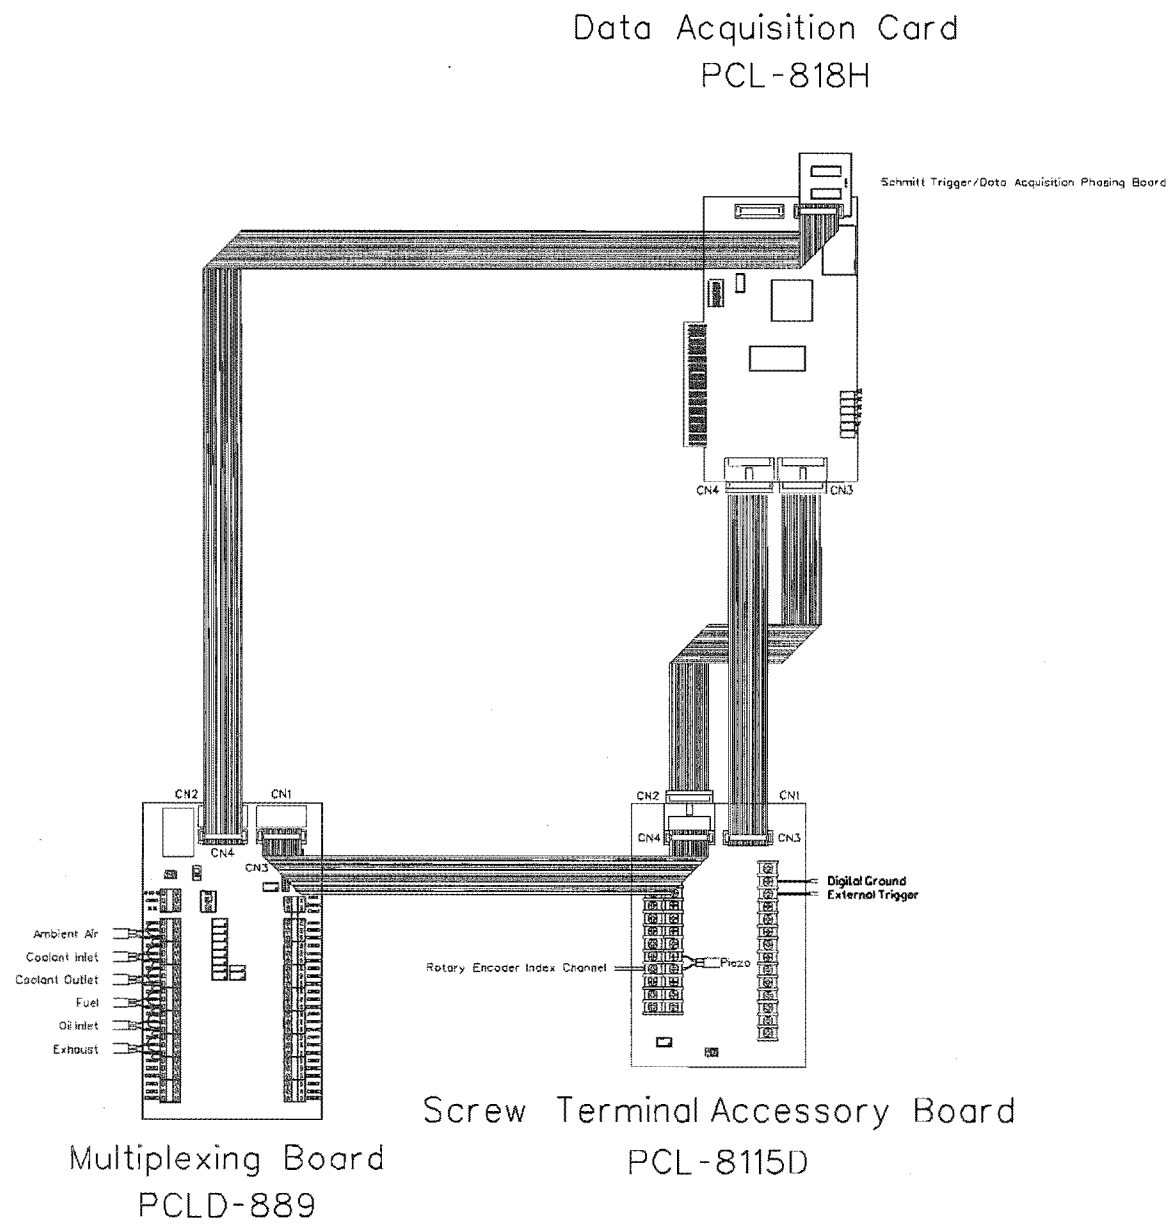 Data Acquisition Card
PCL-818H
Schmitt Trigger/Data Acquisition Phasing Board
CN4
CN3
CN2
CN1
CN2
CN1
CN4
CN3
CN4
CN3
Digital Ground
External Trigger
Ambient Air
Coolant Inlet
Coolant Outlet
Fuel
Oil inlet
Exhaust
Rotary Encoder Index Channel
Piezo
Screw Terminal Accessory Board
PCL-8115D
Multiplexing Board
PCLD-889